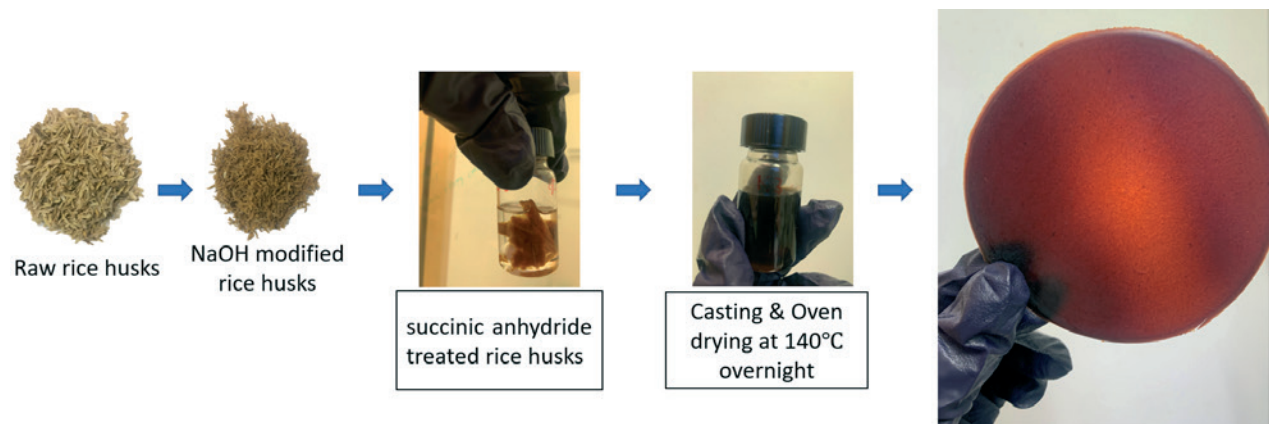 Raw rice husks
NaOH modified
rice husks
succinic anhydride
treated rice husks
Casting & Oven
drying at 140℃
overnight